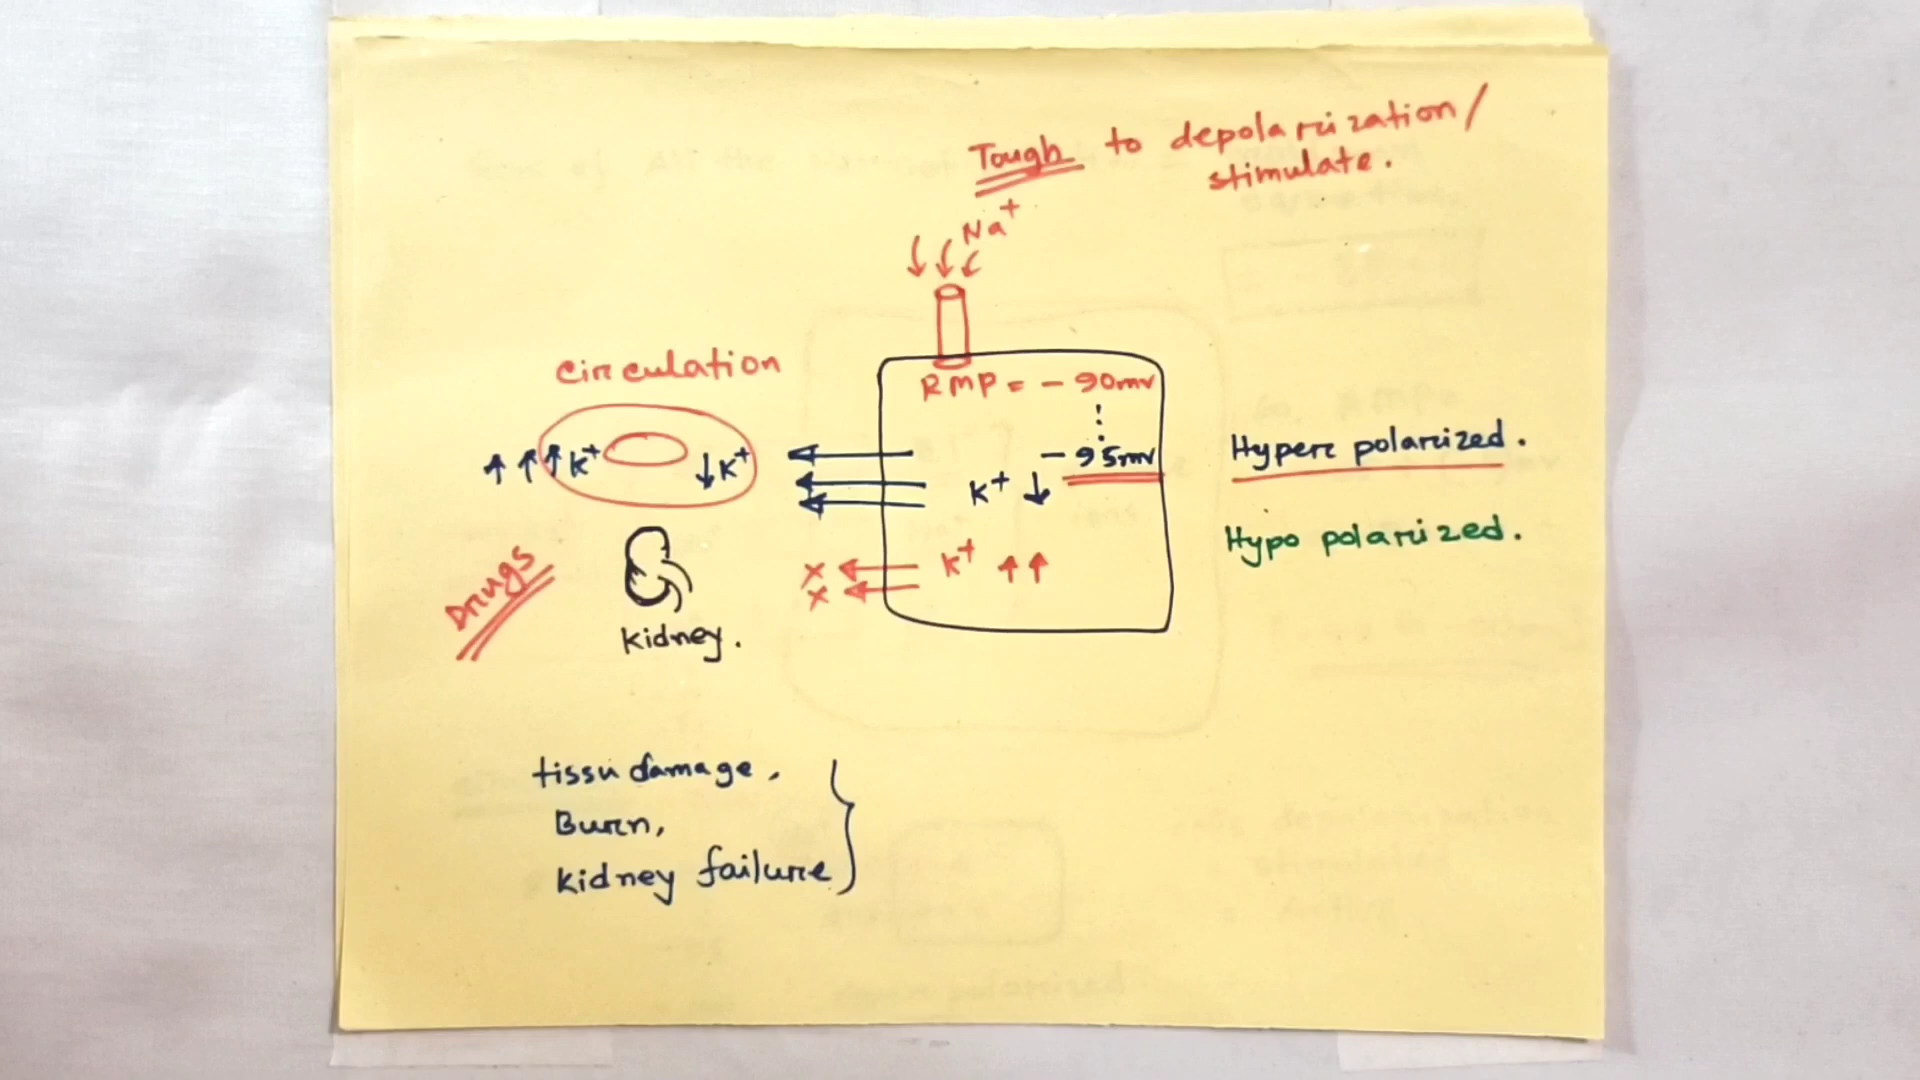 Tough to depolarization/
stimulate.
Na+
circulation
RMP = - 90mv
- 95mv
↑ ↑ ↑ K+ ↓ K+
K+ ↓
Hyper polarized.
Hypo polarized.
K+ ↑↑
x
x
Drugs
kidney.
tissu damage,
Burn,
kidney failure